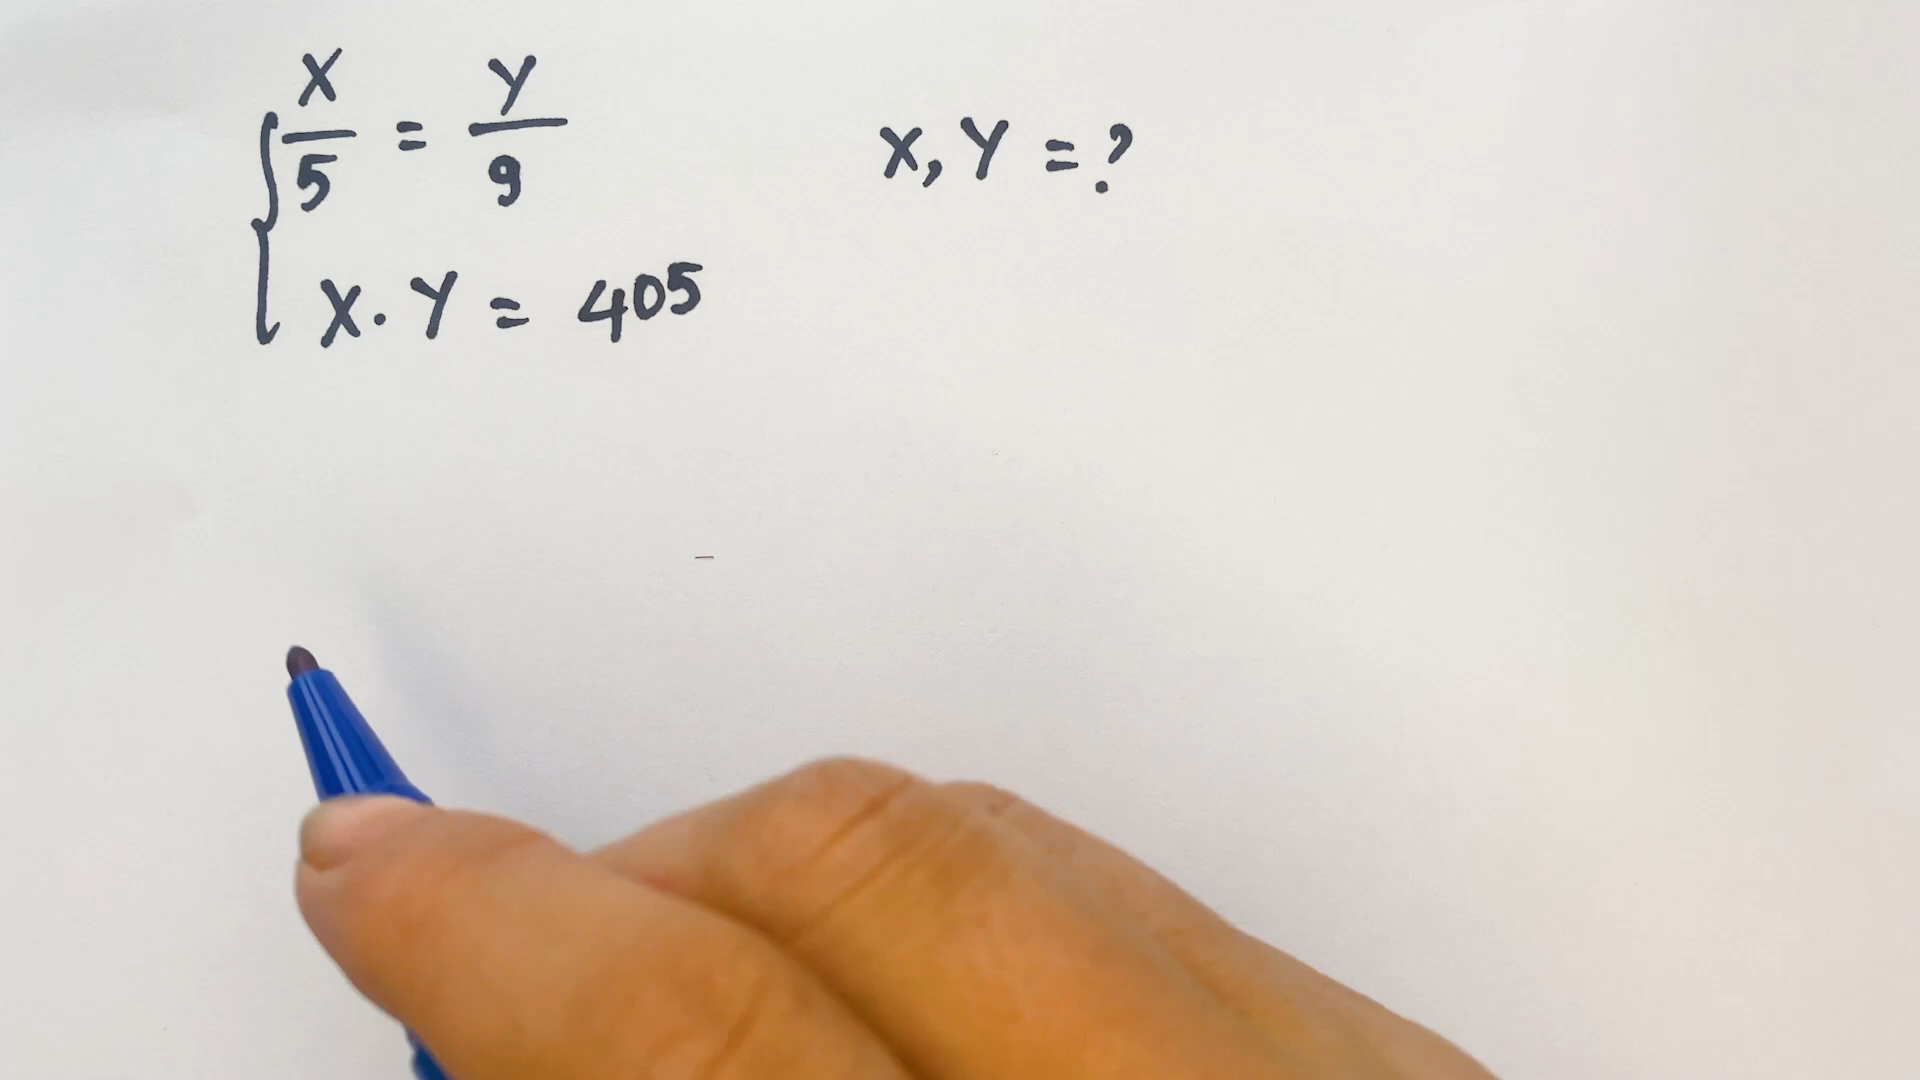 X/5 = Y/9
X, Y = ?
X . Y = 405